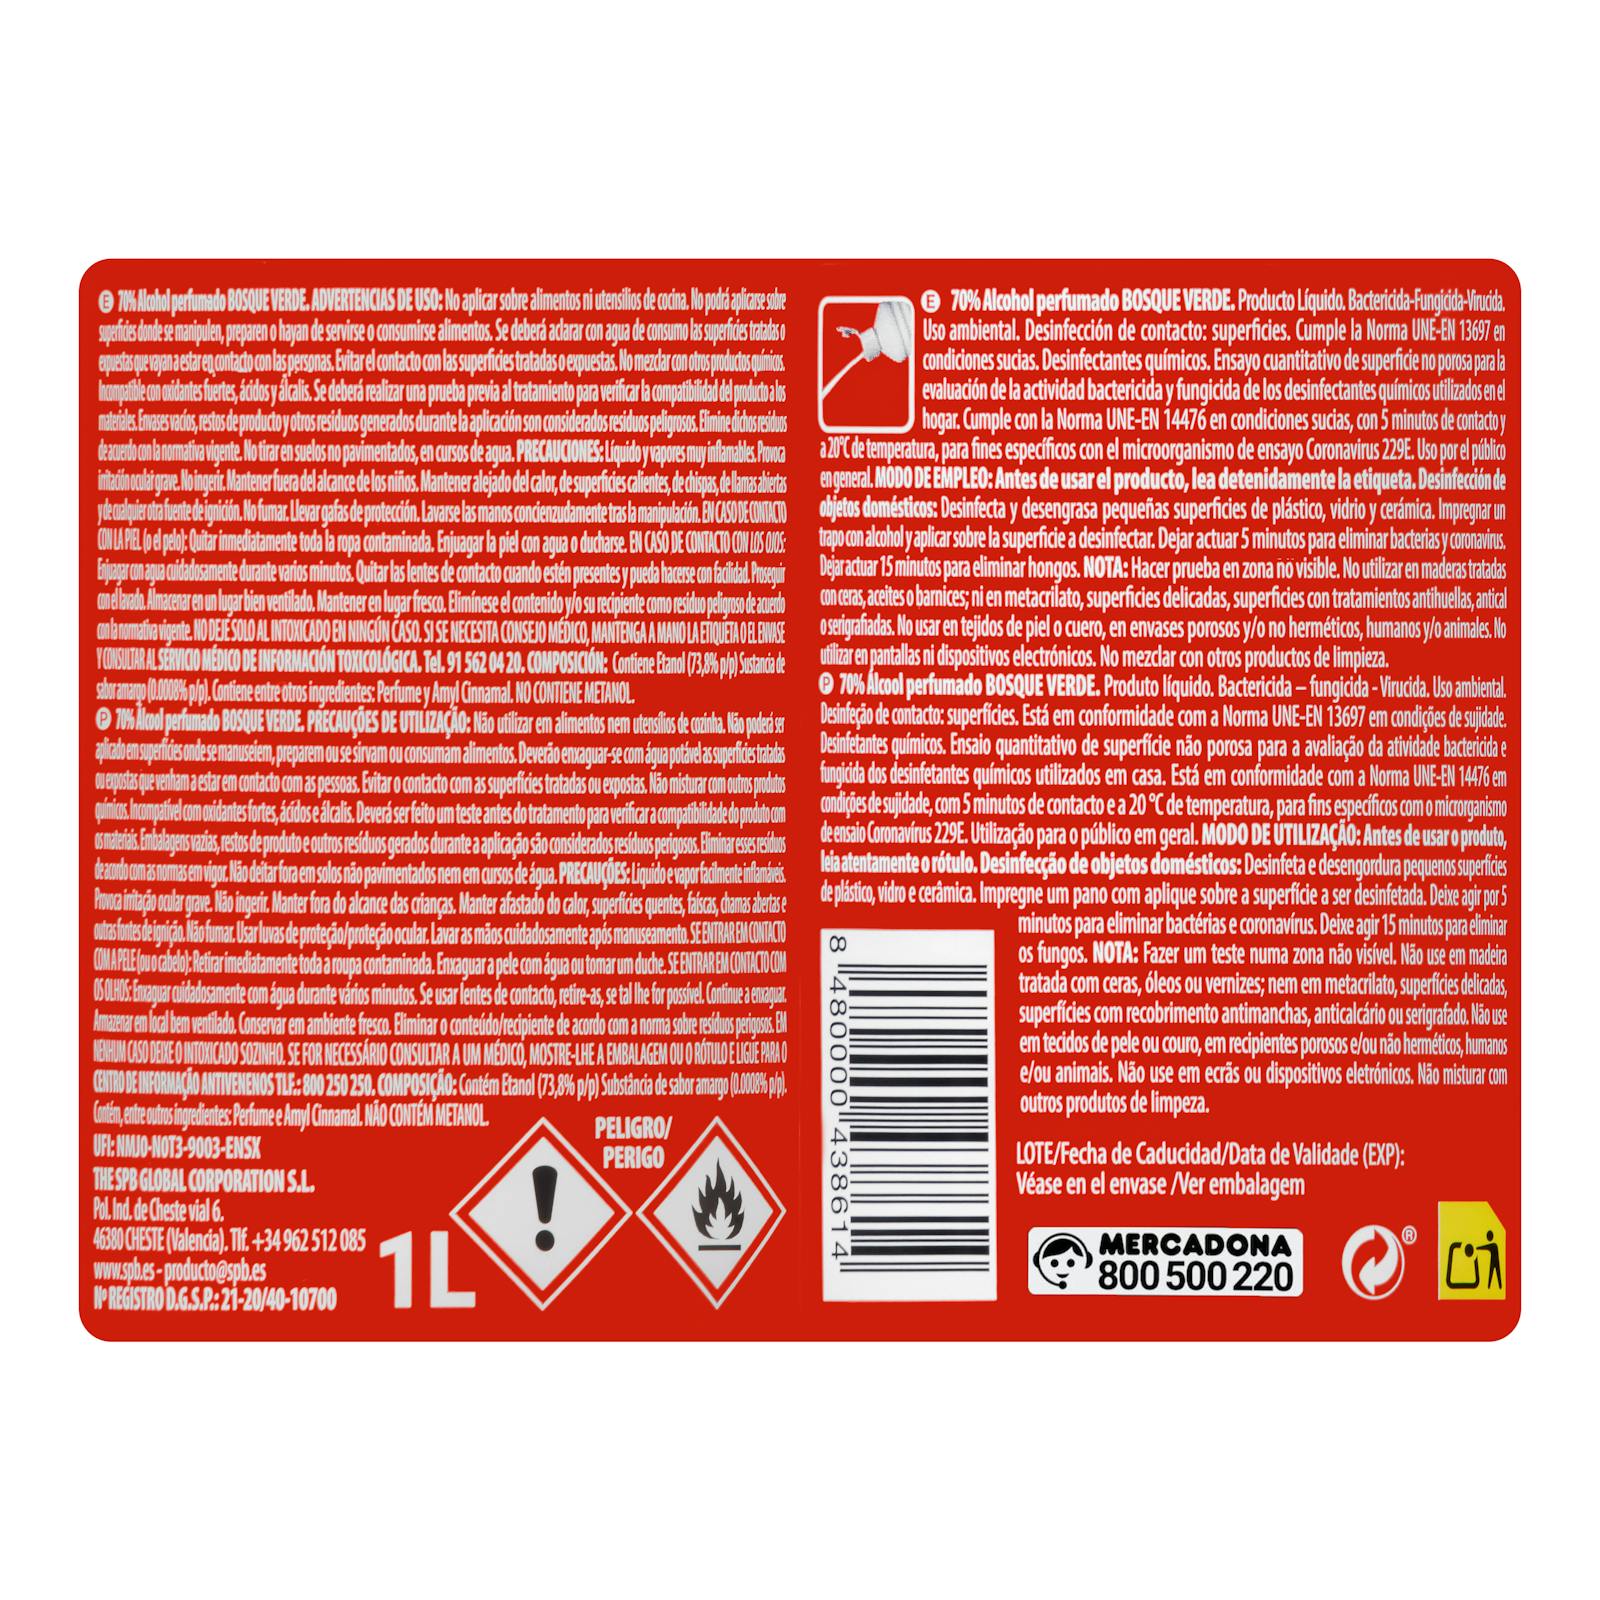 E 70% Alcohol perfumado BOSQUE VERDE. ADVERTENCIAS DE USO: No aplicar sobre alimentos ni utensilios de cocina. No podrá aplicarse sobre
superficies donde se manipulen, preparen o hayan de servirse o consumirse alimentos. Se deberá aclarar con agua de consumo las superficies tratadas o
expuestas que vayan a estar en contacto con las personas. Evitar el contacto con las superficies tratadas o expuestas. No mezclar con otros productos químicos.
Incompatible con oxidantes fuertes, ácidos y álcalis. Se deberá realizar una prueba previa al tratamiento para verificar la compatibilidad del producto a los
materiales. Envases vacíos, restos de producto y otros residuos generados durante la aplicación son considerados residuos peligrosos. Elimine dichos residuos
de acuerdo con la normativa vigente. No tirar en suelos no pavimentados, en cursos de agua. PRECAUCIONES: Líquido y vapores muy inflamables. Provoca
irritación ocular grave. No ingerir. Mantener fuera del alcance de los niños. Mantener alejado del calor, de superficies calientes, de chispas, de llamas abiertas
y de cualquier otra fuente de ignición. No fumar. Llevar gafas de protección. Lavarse las manos concienzudamente tras la manipulación. EN CASO DE CONTACTO
CON LA PIEL (o el pelo): Quitar inmediatamente toda la ropa contaminada. Enjuagar la piel con agua o ducharse. EN CASO DE CONTACTO CON LOS OJOS:
Enjuagar con agua cuidadosamente durante varios minutos. Quitar las lentes de contacto cuando estén presentes y pueda hacerse con facilidad. Proseguir
con el lavado. Almacenar en un lugar bien ventilado. Mantener en lugar fresco. Elimínese el contenido y/o su recipiente como residuo peligroso de acuerdo
con la normativa vigente. NO DEJE SOLO AL INTOXICADO EN NINGÚN CASO. SI SE NECESITA CONSEJO MÉDICO, MANTENGA A MANO LA ETIQUETA O EL ENVASE
Y CONSULTAR AL SERVICIO MÉDICO DE INFORMACIÓN TOXICOLÓGICA. Tel. 91 562 04 20. COMPOSICIÓN: Contiene Etanol (73,8% p/p) Sustancia de
sabor amargo (0.0008% p/p). Contiene entre otros ingredientes: Perfume y Amyl Cinnamal. NO CONTIENE METANOL.
P 70% Álcool perfumado BOSQUE VERDE. PRECAUÇÕES DE UTILIZAÇÃO: Não utilizar em alimentos nem utensílios de cozinha. Não poderá ser
aplicado em superfícies onde se manuseiem, preparem ou se sirvam ou consumam alimentos. Deverão enxaguar-se com água potável as superfícies tratadas
ou expostas que venham a estar em contacto com as pessoas. Evitar o contacto com as superfícies tratadas ou expostas. Não misturar com outros produtos
químicos. Incompatível com oxidantes fortes, ácidos e álcalis. Deverá ser feito um teste antes do tratamento para verificar a compatibilidade do produto com
os materiais. Embalagens vazias, restos de produto e outros resíduos gerados durante a aplicação são considerados resíduos perigosos. Eliminar esses resíduos
de acordo com as normas em vigor. Não deitar fora em solos não pavimentados nem em cursos de água. PRECAUÇÕES: Líquido e vapor facilmente inflamáveis.
Provoca irritação ocular grave. Não ingerir. Manter fora do alcance das crianças. Manter afastado do calor, superfícies quentes, faíscas, chamas abertas e
outras fontes de ignição. Não fumar. Usar luvas de proteção/proteção ocular. Lavar as mãos cuidadosamente após manuseamento. SE ENTRAR EM CONTACTO
COM A PELE (ou o cabelo): Retirar imediatamente toda a roupa contaminada. Enxaguar a pele com água ou tomar um duche. SE ENTRAR EM CONTACTO COM
OS OLHOS: Enxaguar cuidadosamente com água durante vários minutos. Se usar lentes de contacto, retire-as, se tal lhe for possível. Continue a enxaguar.
Armazenar em local bem ventilado. Conservar em ambiente fresco. Eliminar o conteúdo/recipiente de acordo com a norma sobre resíduos perigosos. EM
NENHUM CASO DEIXE O INTOXICADO SOZINHO. SE FOR NECESSÁRIO CONSULTAR A UM MÉDICO, MOSTRE-LHE A EMBALAGEM OU O RÓTULO E LIGUE PARA O
CENTRO DE INFORMAÇÃO ANTIVENENOS TLF.: 800 250 250. COMPOSIÇÃO: Contém Etanol (73,8% p/p) Substância de sabor amargo (0.0008% p/p).
Contém, entre outros ingredientes: Perfume e Amyl Cinnamal. NÃO CONTÉM METANOL.
UFI: NMJ0-N0T3-9003-ENSX
THE SPB GLOBAL CORPORATION S.L.
Pol. Ind. de Cheste vial 6.
46380 CHESTE (Valencia). Tlf. +34 962 512 085
www.spb.es - producto@spb.es
Nº REGISTRO D.G.S.P.: 21-20/40-10700
1L
PELIGRO/
PERIGO
E 70% Alcohol perfumado BOSQUE VERDE. Producto Líquido. Bactericida-Fungicida-Virucida.
Uso ambiental. Desinfección de contacto: superficies. Cumple la Norma UNE-EN 13697 en
condiciones sucias. Desinfectantes químicos. Ensayo cuantitativo de superficie no porosa para la
evaluación de la actividad bactericida y fungicida de los desinfectantes químicos utilizados en el
hogar. Cumple con la Norma UNE-EN 14476 en condiciones sucias, con 5 minutos de contacto y
a 20ºC de temperatura, para fines específicos con el microorganismo de ensayo Coronavirus 229E. Uso por el público
en general. MODO DE EMPLEO: Antes de usar el producto, lea detenidamente la etiqueta. Desinfección de
objetos domésticos: Desinfecta y desengrasa pequeñas superficies de plástico, vidrio y cerámica. Impregnar un
trapo con alcohol y aplicar sobre la superficie a desinfectar. Dejar actuar 5 minutos para eliminar bacterias y coronavirus.
Dejar actuar 15 minutos para eliminar hongos. NOTA: Hacer prueba en zona no visible. No utilizar en maderas tratadas
con ceras, aceites o barnices; ni en metacrilato, superficies delicadas, superficies con tratamientos antihuellas, antical
o serigrafiadas. No usar en tejidos de piel o cuero, en envases porosos y/o no herméticos, humanos y/o animales. No
utilizar en pantallas ni dispositivos electrónicos. No mezclar con otros productos de limpieza.
P 70% Álcool perfumado BOSQUE VERDE. Produto líquido. Bactericida – fungicida - Virucida. Uso ambiental.
Desinfeção de contacto: superfícies. Está em conformidade com a Norma UNE-EN 13697 em condições de sujidade.
Desinfetantes químicos. Ensaio quantitativo de superfície não porosa para a avaliação da atividade bactericida e
fungicida dos desinfetantes químicos utilizados em casa. Está em conformidade com a Norma UNE-EN 14476 em
condições de sujidade, com 5 minutos de contacto e a 20 °C de temperatura, para fins específicos com o microrganismo
de ensaio Coronavírus 229E. Utilização para o público em geral. MODO DE UTILIZAÇÃO: Antes de usar o produto,
leia atentamente o rótulo. Desinfecção de objetos domésticos: Desinfeta e desengordura pequenos superfícies
de plástico, vidro e cerâmica. Impregne um pano com aplique sobre a superfície a ser desinfetada. Deixe agir por 5
minutos para eliminar bactérias e coronavírus. Deixe agir 15 minutos para eliminar
os fungos. NOTA: Fazer um teste numa zona não visível. Não use em madeira
tratada com ceras, óleos ou vernizes; nem em metacrilato, superfícies delicadas,
superfícies com recobrimento antimanchas, anticalcário ou serigrafado. Não use
em tecidos de pele ou couro, em recipientes porosos e/ou não herméticos, humanos
e/ou animais. Não use em ecrãs ou dispositivos eletrónicos. Não misturar com
outros produtos de limpeza.
8 480000 438614
LOTE/Fecha de Caducidad/Data de Validade (EXP):
Véase en el envase /Ver embalagem
MERCADONA
800 500 220
®